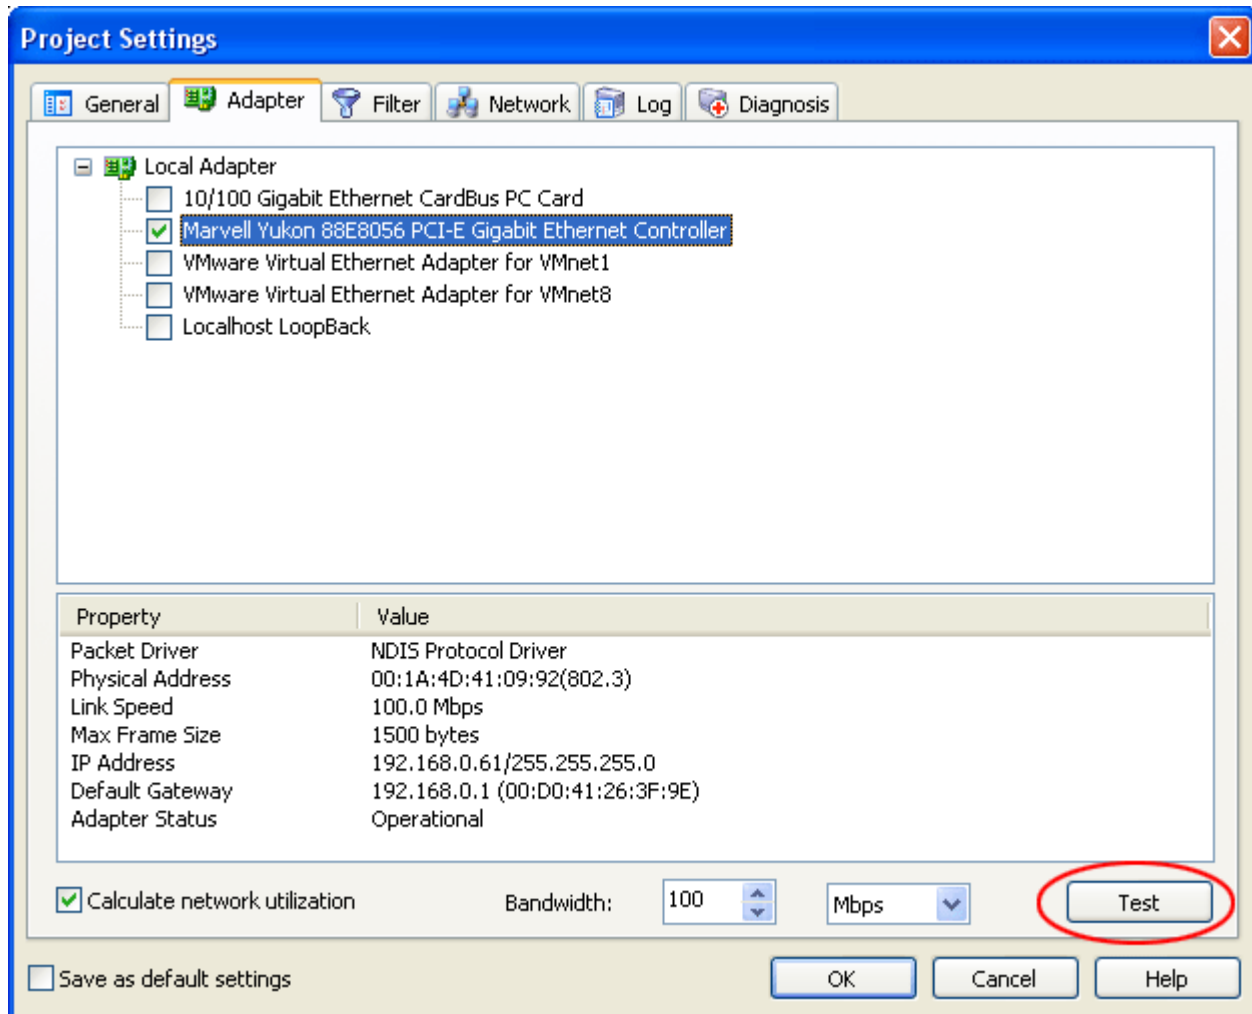 Project Settings
General Adapter Filter Network Log Diagnosis
Local Adapter
10/100 Gigabit Ethernet CardBus PC Card
Marvell Yukon 88E8056 PCI-E Gigabit Ethernet Controller
VMware Virtual Ethernet Adapter for VMnet1
VMware Virtual Ethernet Adapter for VMnet8
Localhost LoopBack
Property Value
Packet Driver NDIS Protocol Driver
Physical Address 00:1A:4D:41:09:92(802.3)
Link Speed 100.0 Mbps
Max Frame Size 1500 bytes
IP Address 192.168.0.61/255.255.255.0
Default Gateway 192.168.0.1 (00:D0:41:26:3F:9E)
Adapter Status Operational
Calculate network utilization Bandwidth: 100 Mbps Test
Save as default settings OK Cancel Help